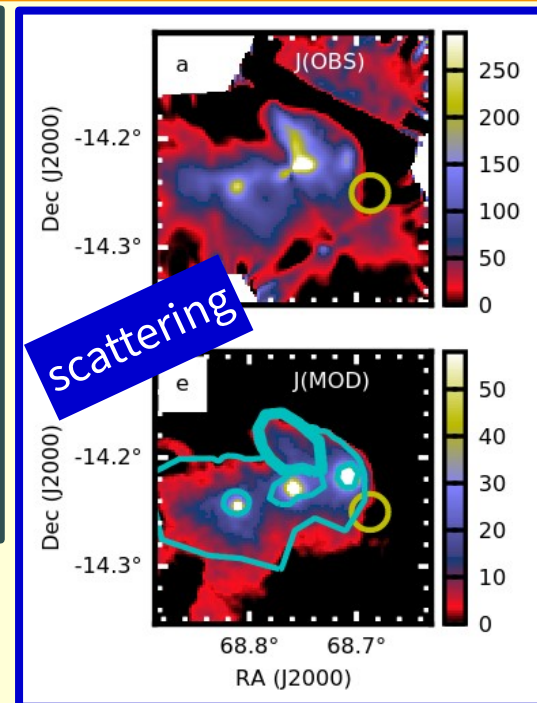 a
J(OBS)
250
200
150
100
50
0
-14.2°
-14.3°
Dec (J2000)
scattering
e
J(MOD)
50
40
30
20
10
0
-14.2°
-14.3°
Dec (J2000)
68.8°
68.7°
RA (J2000)